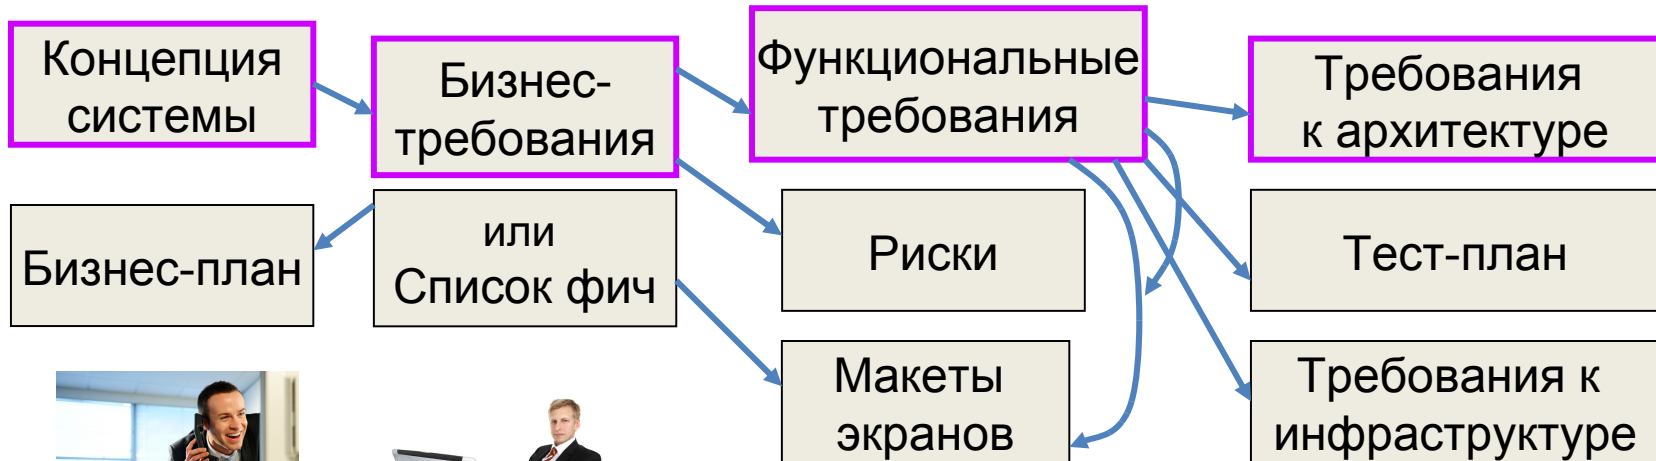 Концепция
системы
Бизнес-
требования
Функциональные
требования
Требования
к архитектуре
Бизнес-план
или
Список фич
Риски
Тест-план
Макеты
экранов
Требования к
инфраструктуре